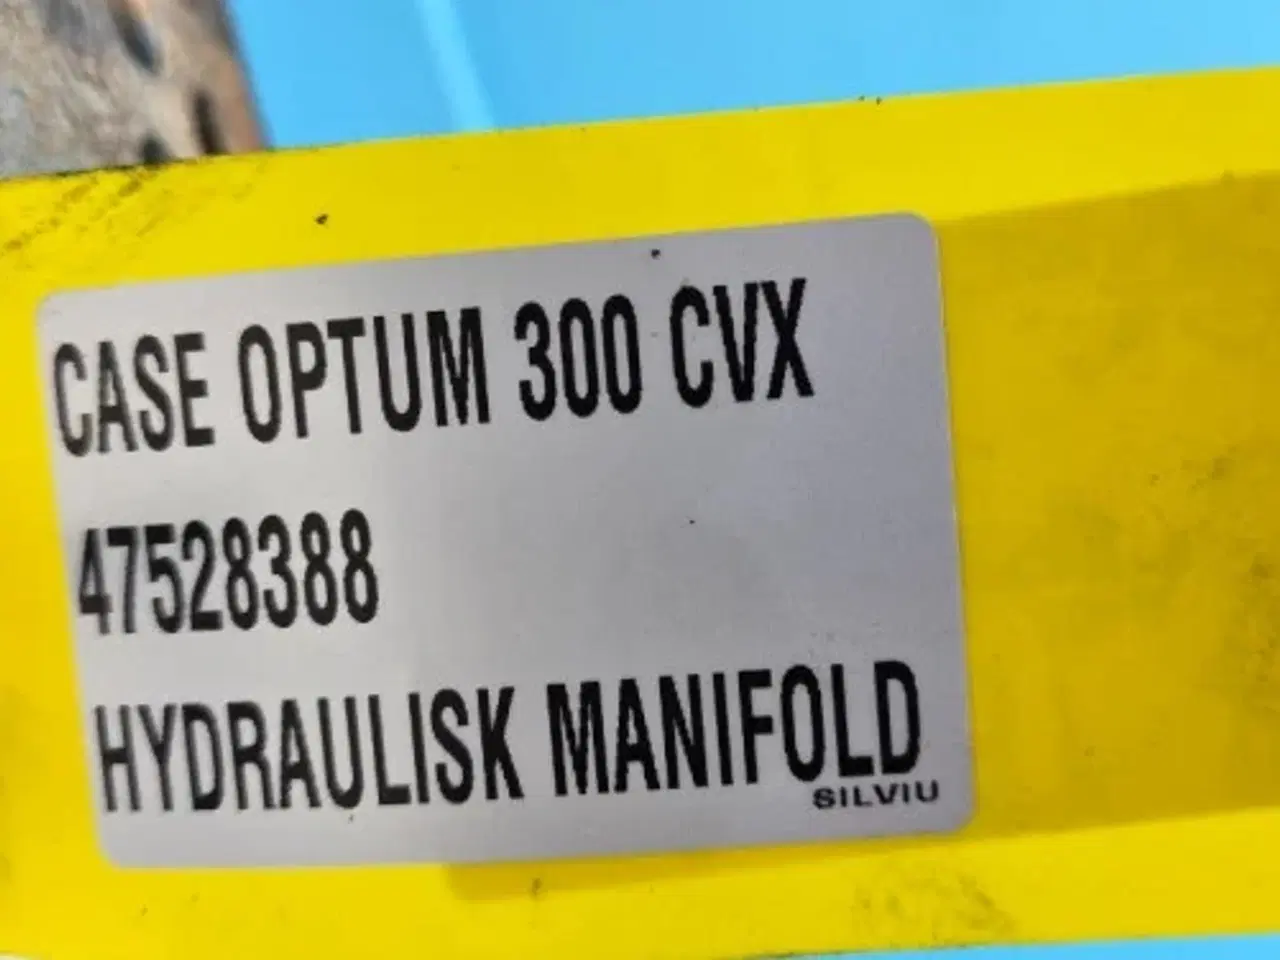 CASE OPTUM 300 CVX
47528388
HYDRAULISK MANIFOLD
SILVIU